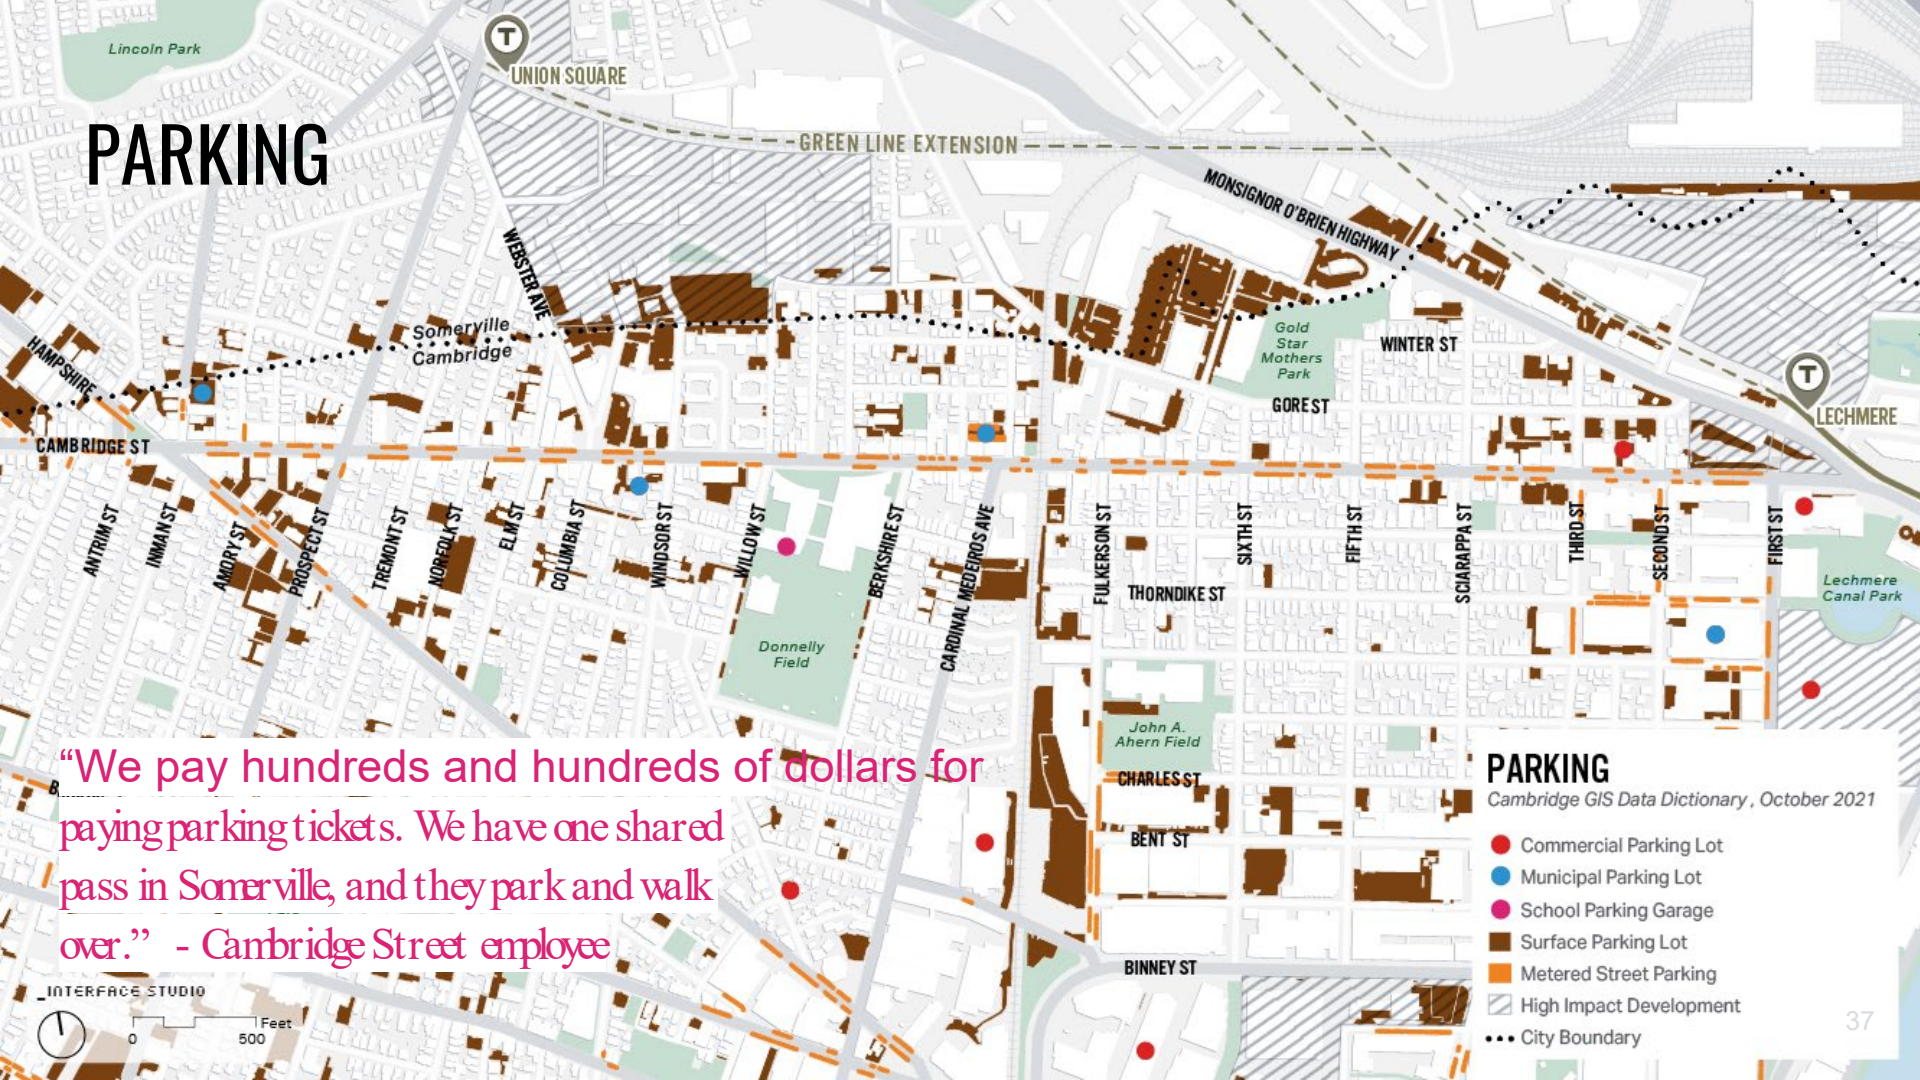 Lincoln Park
UNION SQUARE
PARKING
GREEN LINE EXTENSION
MONSIGNOR O'BRIEN HIGHWAY
WEBSTER AVE
Somerville
Cambridge
HAMPSHIRE
Gold
Star
Mothers
Park
WINTER ST
GORE ST
LECHMERE
CAMBRIDGE ST
ANTRIM ST
INMAN ST
AMORY ST
PROSPECT ST
TREMONT ST
NORFOLK ST
ELM ST
COLUMBIA ST
WINDSOR ST
WILLOW ST
BERKSHIRE ST
CARDINAL MEDEIROS AVE
FULKERSON ST
SIXTH ST
FIFTH ST
SCIARAPPA ST
THIRD ST
SECOND ST
FIRST ST
THORNDIKE ST
Lechmere
Canal Park
Donnelly
Field
John A.
Ahern Field
CHARLES ST
BENT ST
BINNEY ST
“We pay hundreds and hundreds of dollars for
paying parking tickets. We have one shared
pass in Somerville, and they park and walk
over.” - Cambridge Street employee
_INTERFACE STUDIO
0 500 Feet
PARKING
Cambridge GIS Data Dictionary, October 2021
Commercial Parking Lot
Municipal Parking Lot
School Parking Garage
Surface Parking Lot
Metered Street Parking
High Impact Development
City Boundary
37